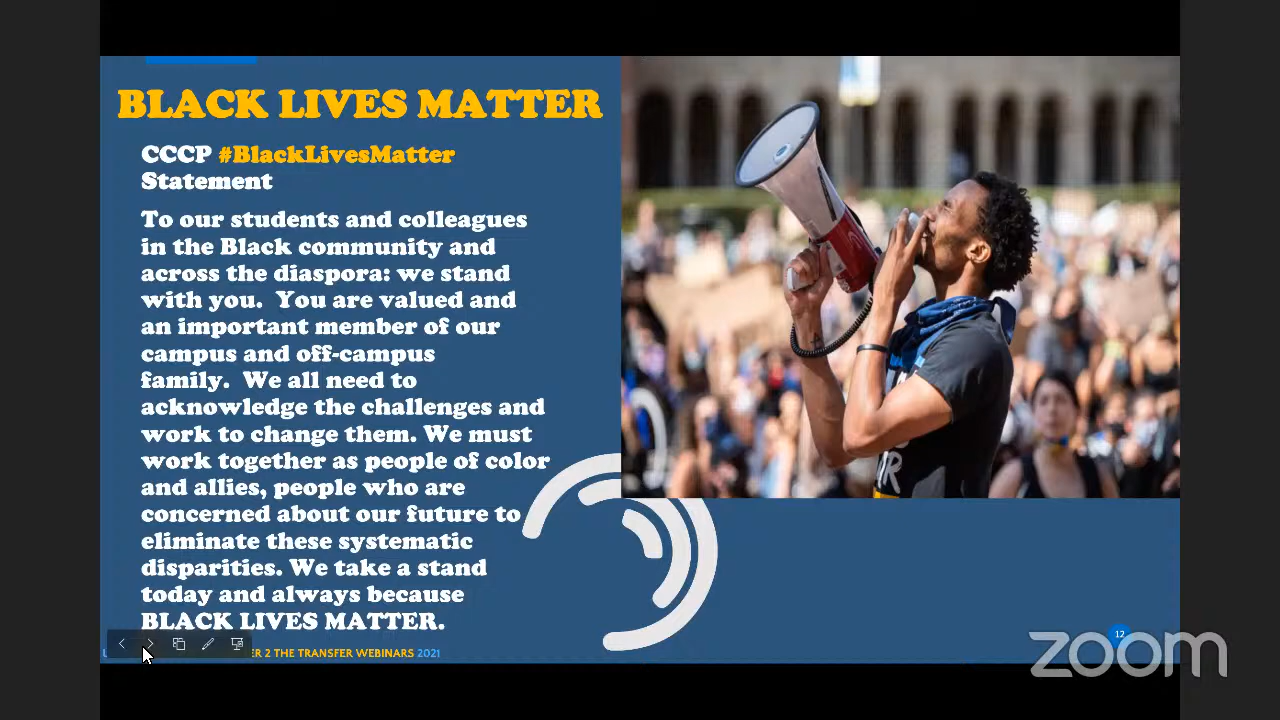 BLACK LIVES MATTER
CCCP #BlackLivesMatter
Statement
To our students and colleagues
in the Black community and
across the diaspora: we stand
with you.  You are valued and
an important member of our
campus and off-campus
family.  We all need to
acknowledge the challenges and
work to change them. We must
work together as people of color
and allies, people who are
concerned about our future to
eliminate these systematic
disparities. We take a stand
today and always because
BLACK LIVES MATTER.
2 THE TRANSFER WEBINARS 2021
12
zoom